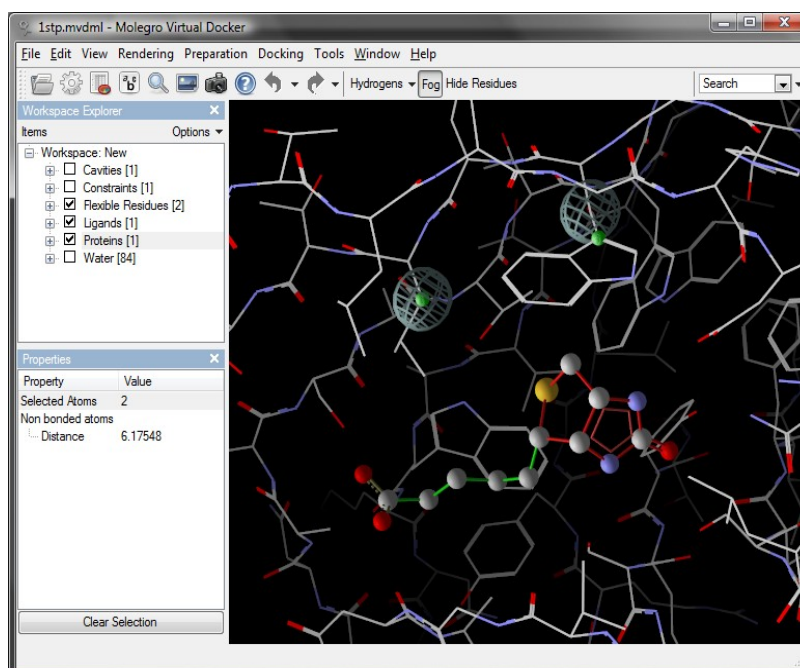 1stp.mvdml - Molegro Virtual Docker
File Edit View Rendering Preparation Docking Tools Window Help
Hydrogens Fog Hide Residues Search
Workspace Explorer
Items Options
Workspace: New
Cavities [1]
Constraints [1]
Flexible Residues [2]
Ligands [1]
Proteins [1]
Water [84]
Properties
Property Value
Selected Atoms 2
Non bonded atoms
Distance 6.17548
Clear Selection